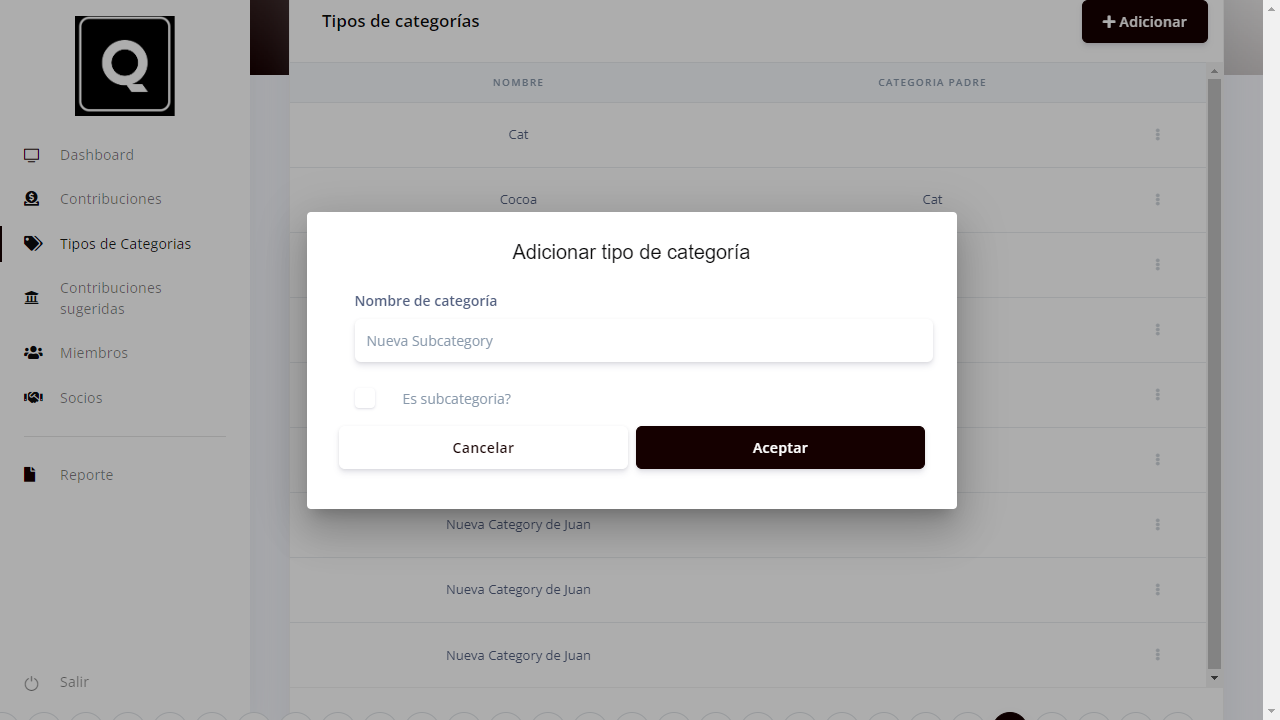 Q
Dashboard
Contribuciones
Tipos de Categorias
Contribuciones
sugeridas
Miembros
Socios
Reporte
Salir
Tipos de categorías
Adicionar
NOMBRE
CATEGORIA PADRE
Cat
Cocoa
Cat
Adicionar tipo de categoría
Nombre de categoría
Nueva Subcategory
Es subcategoria?
Cancelar
Aceptar
Nueva Category de Juan
Nueva Category de Juan
Nueva Category de Juan